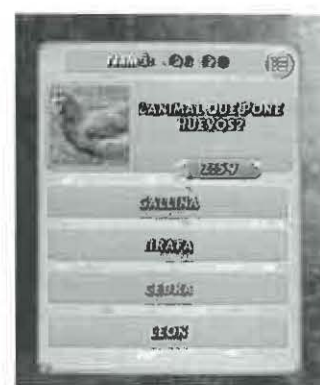 ¿ANIMAL QUE PONE
HUEVOS?
GALLINA
JIRAFA
CEBRA
LEON